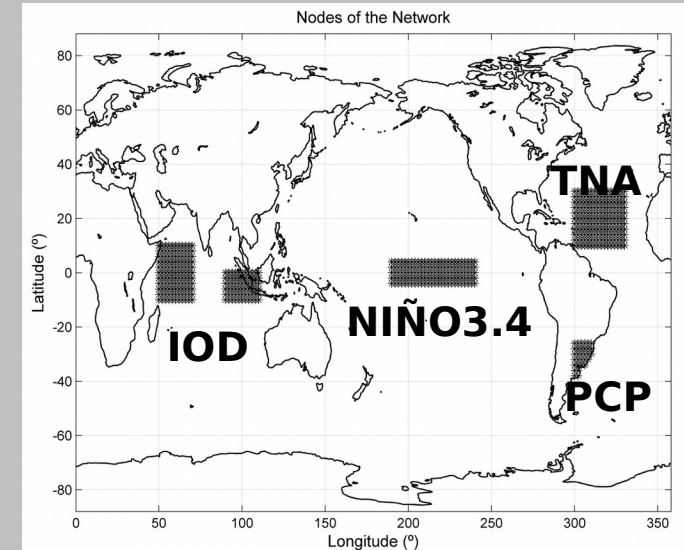 Nodes of the Network
80
60
40
20
0
-20
-40
-60
-80
Latitude (º)
TNA
NIÑO3.4
IOD
PCP
0 50 100 150 200 250 300 350
Longitude (º)